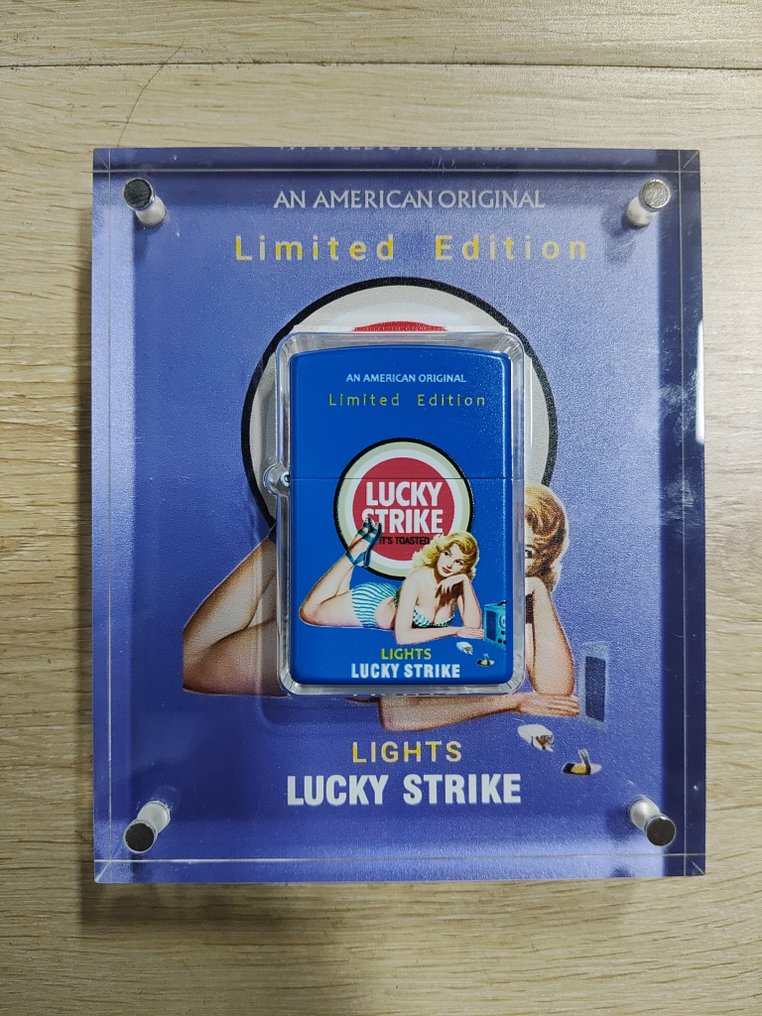 AN AMERICAN ORIGINAL
Limited Edition
AN AMERICAN ORIGINAL
Limited Edition
LUCKY
STRIKE
IT'S TOASTED
LIGHTS
LUCKY STRIKE
LIGHTS
LUCKY STRIKE